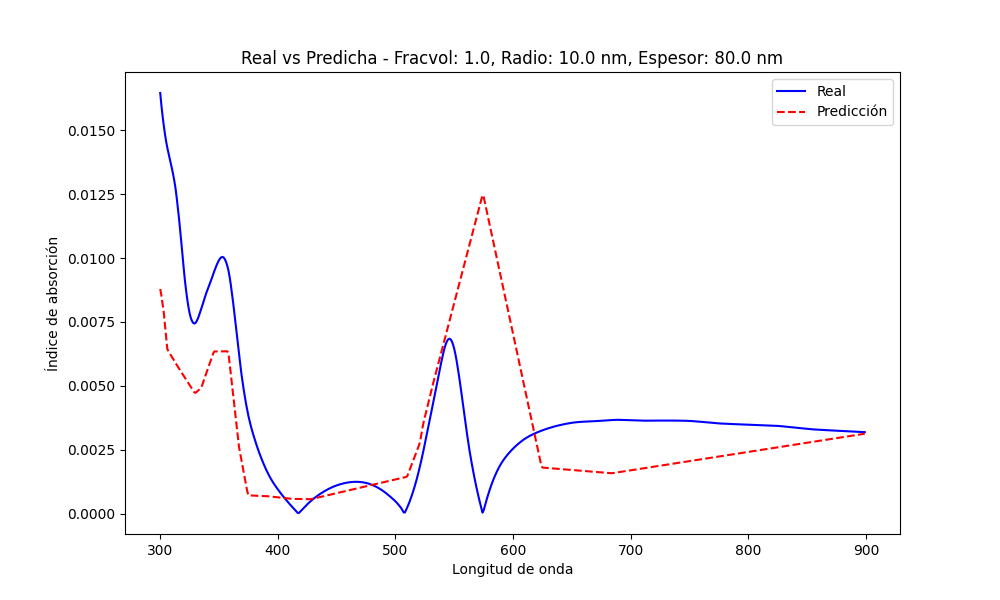 Real vs Predicha - Fracvol: 1.0, Radio: 10.0 nm, Espesor: 80.0 nm
Real
Predicción
0.0150
0.0125
0.0100
0.0075
0.0050
0.0025
0.0000
Índice de absorción
300 400 500 600 700 800 900
Longitud de onda